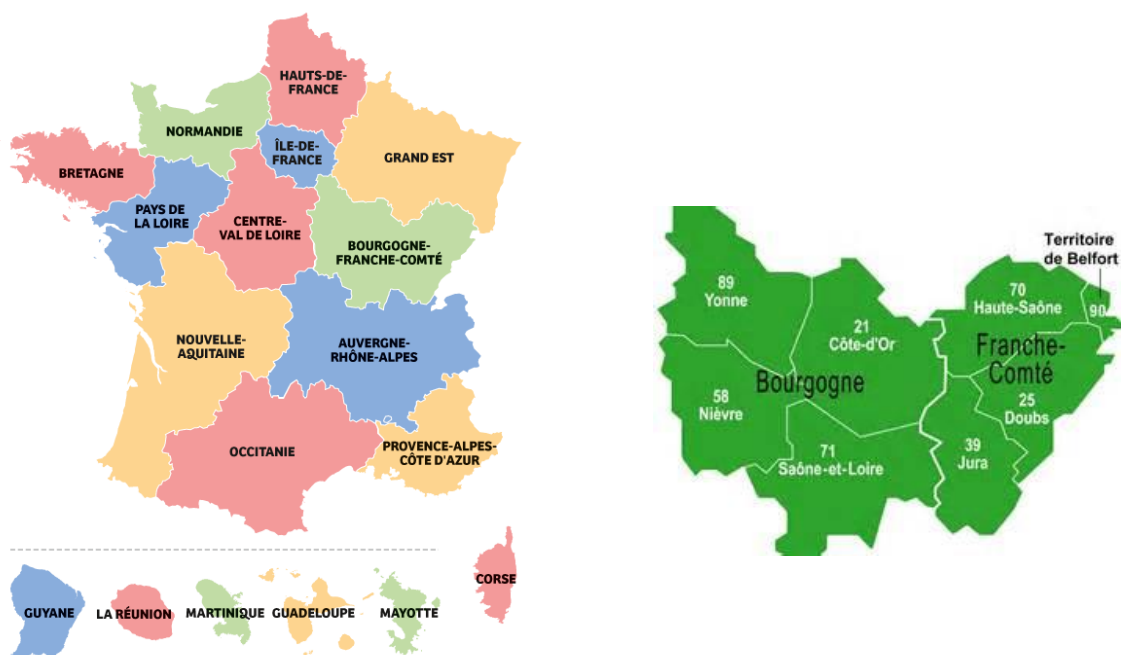 HAUTS-DE-
FRANCE
NORMANDIE
ÎLE-DE-
FRANCE
GRAND EST
BRETAGNE
PAYS DE
LA LOIRE
CENTRE-
VAL DE LOIRE
BOURGOGNE-
FRANCHE-COMTÉ
NOUVELLE-
AQUITAINE
AUVERGNE-
RHÔNE-ALPES
OCCITANIE
PROVENCE-ALPES-
CÔTE D'AZUR
CORSE
GUYANE
LA RÉUNION
MARTINIQUE
GUADELOUPE
MAYOTTE
Territoire
de Belfort
89
Yonne
70
Haute-Saône
90
21
Côte-d'Or
Franche-
Comté
Bourgogne
58
Nièvre
25
Doubs
39
Jura
71
Saône-et-Loire